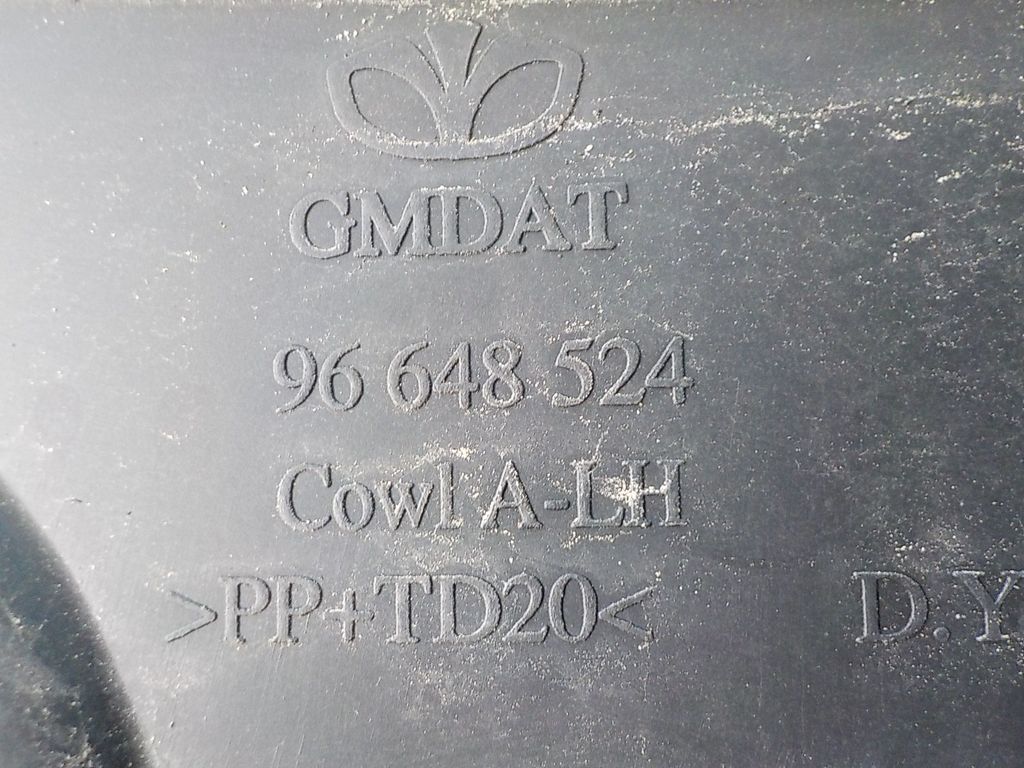 GMDAT
96 648 524
Cowl A-LH
>PP+TD20< D.Y